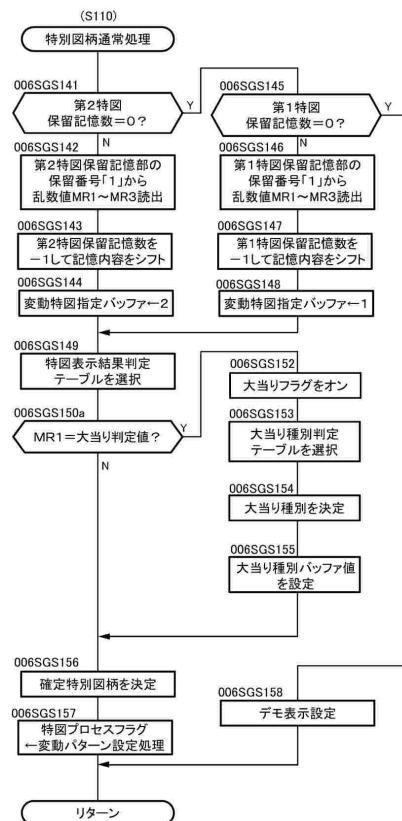 (S110)
特別図柄通常処理
006SGS141
第2特図
保留記憶数=0?
Y
N
006SGS145
第1特図
保留記憶数=0?
Y
N
006SGS142
第2特図保留記憶部の
保留番号「1」から
乱数値MR1~MR3読出
006SGS146
第1特図保留記憶部の
保留番号「1」から
乱数値MR1~MR3読出
006SGS143
第2特図保留記憶数を
-1して記憶内容をシフト
006SGS147
第1特図保留記憶数を
-1して記憶内容をシフト
006SGS144
変動特図指定バッファ←2
006SGS148
変動特図指定バッファ←1
006SGS149
特図表示結果判定
テーブルを選択
006SGS150a
MR1=大当り判定値?
Y
N
006SGS152
大当りフラグをオン
006SGS153
大当り種別判定
テーブルを選択
006SGS154
大当り種別を決定
006SGS155
大当り種別バッファ値
を設定
006SGS156
確定特別図柄を決定
006SGS157
特図プロセスフラグ
←変動パターン設定処理
006SGS158
デモ表示設定
リターン